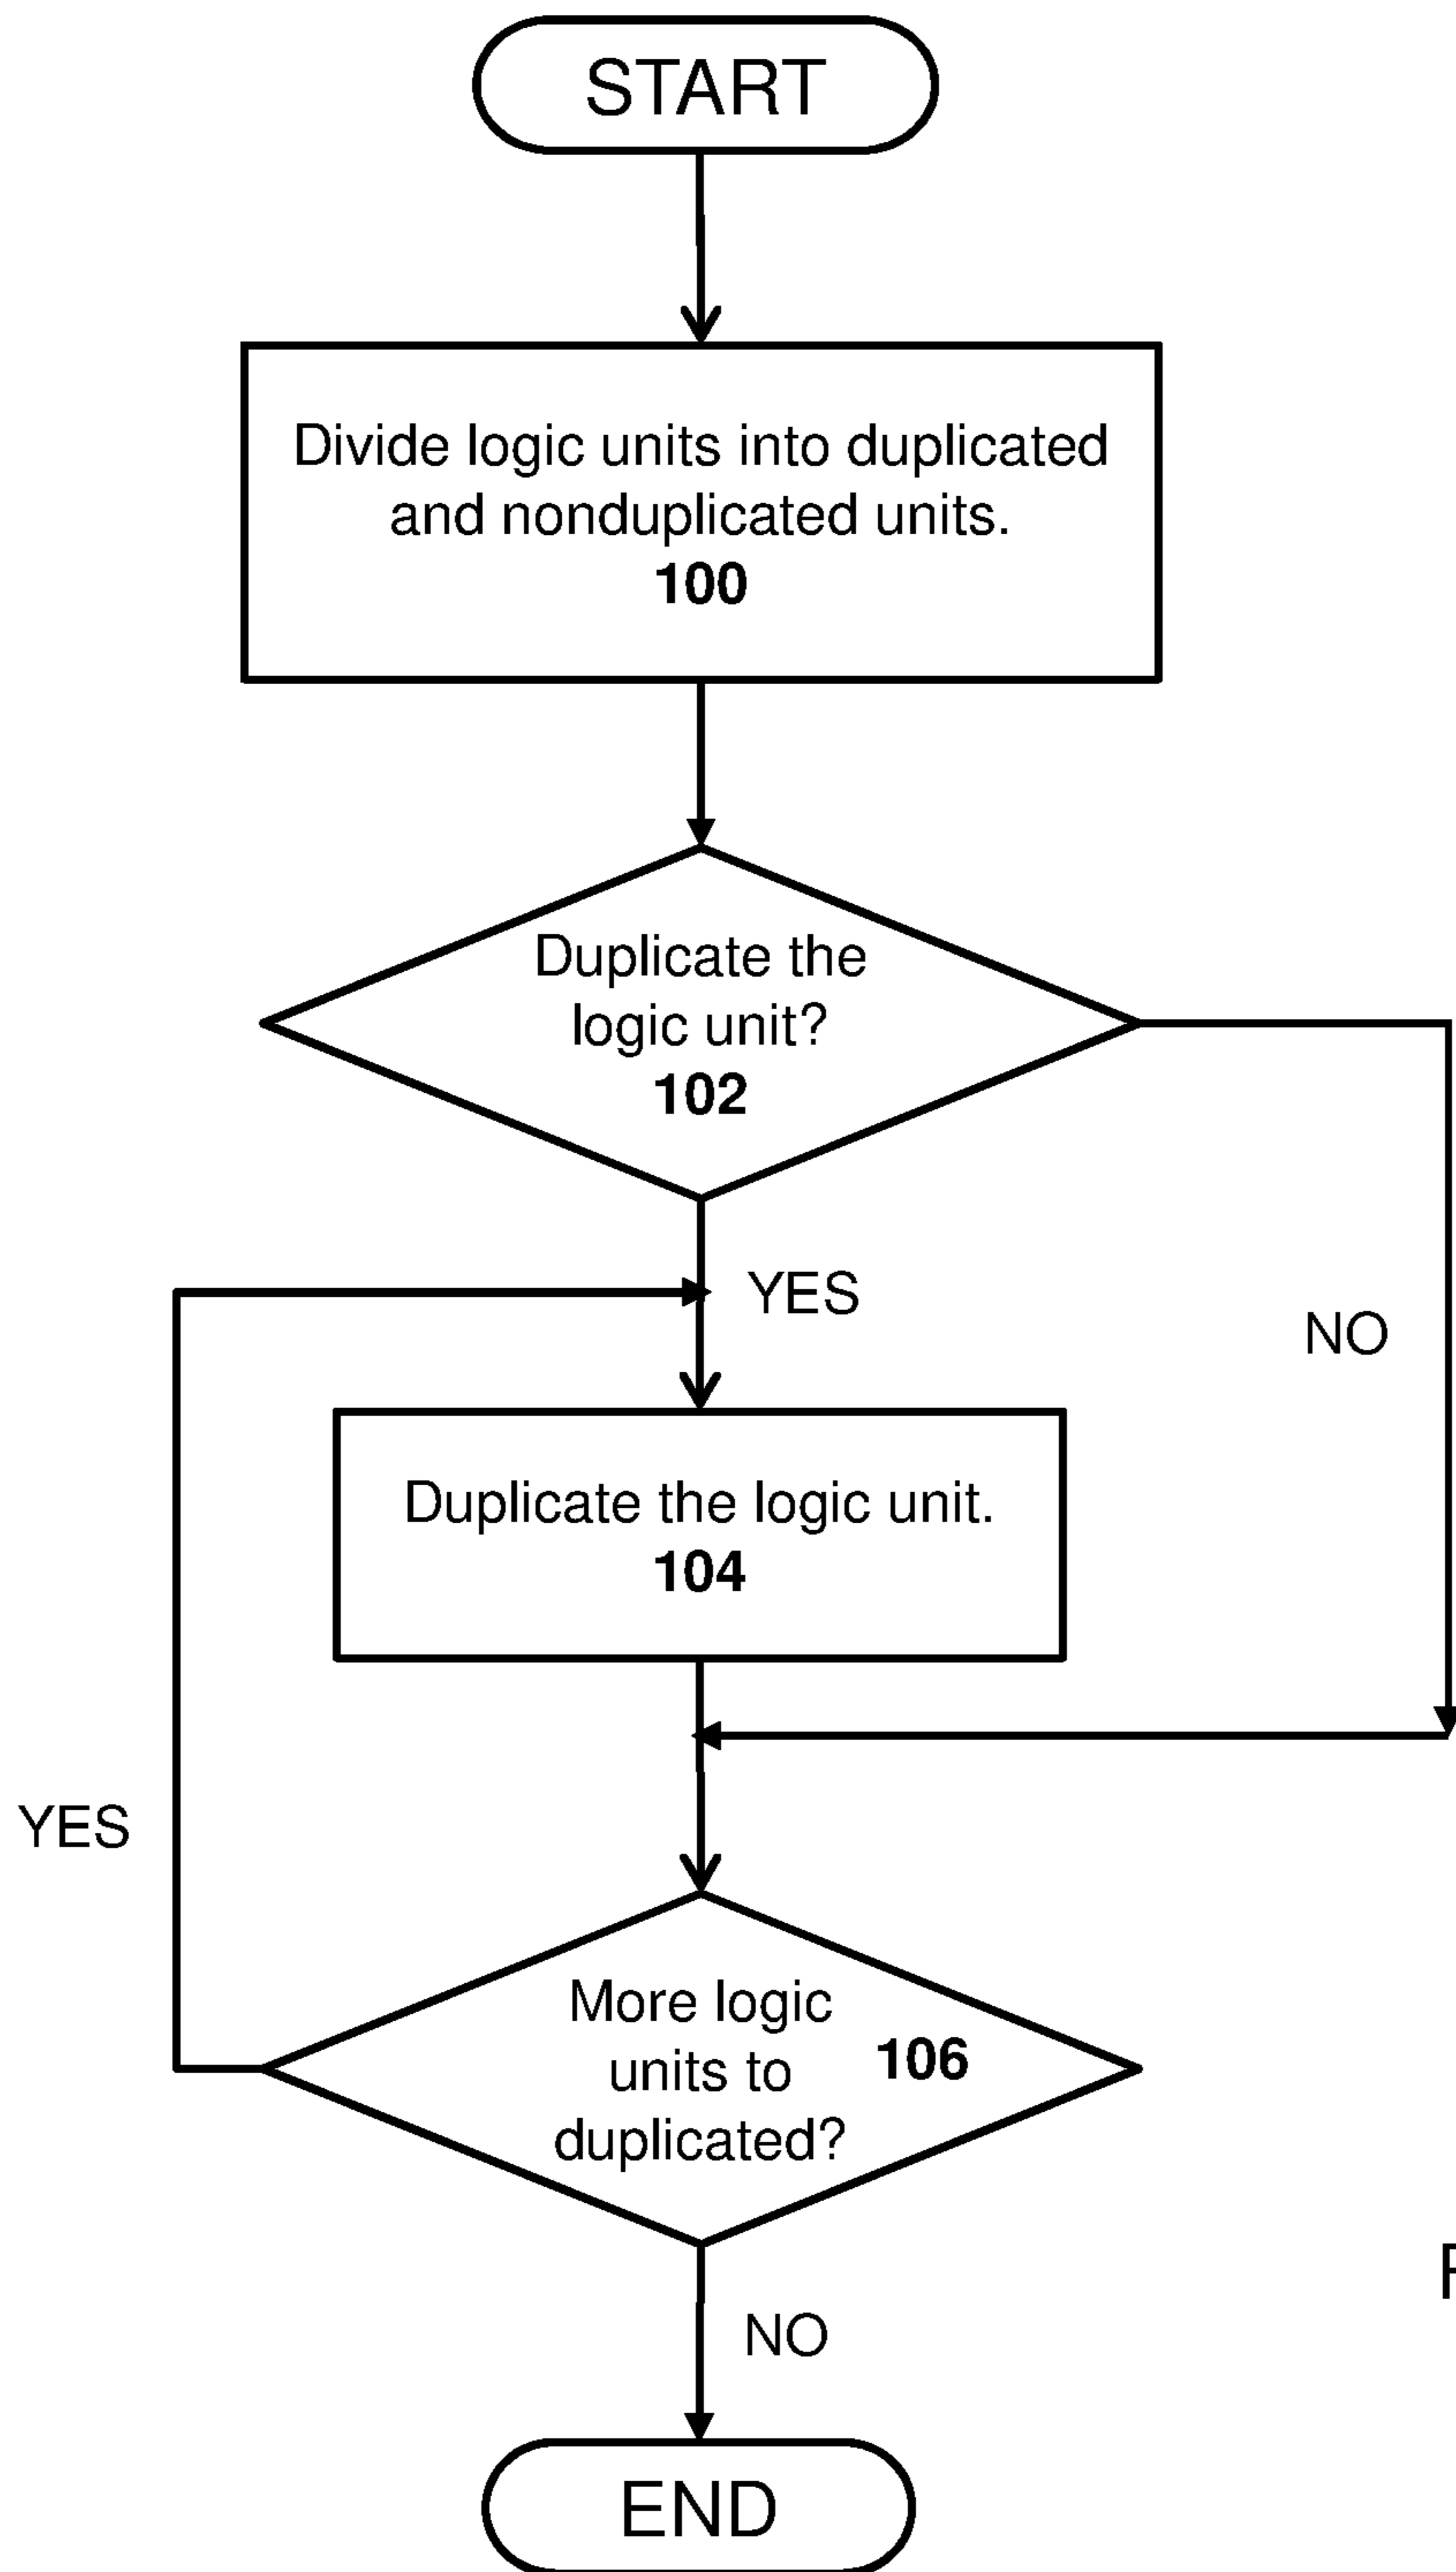 START
Divide logic units into duplicated
and nonduplicated units.
100
Duplicate the
logic unit?
102
YES
NO
Duplicate the logic unit.
104
YES
More logic
units to
duplicated?
106
NO
END